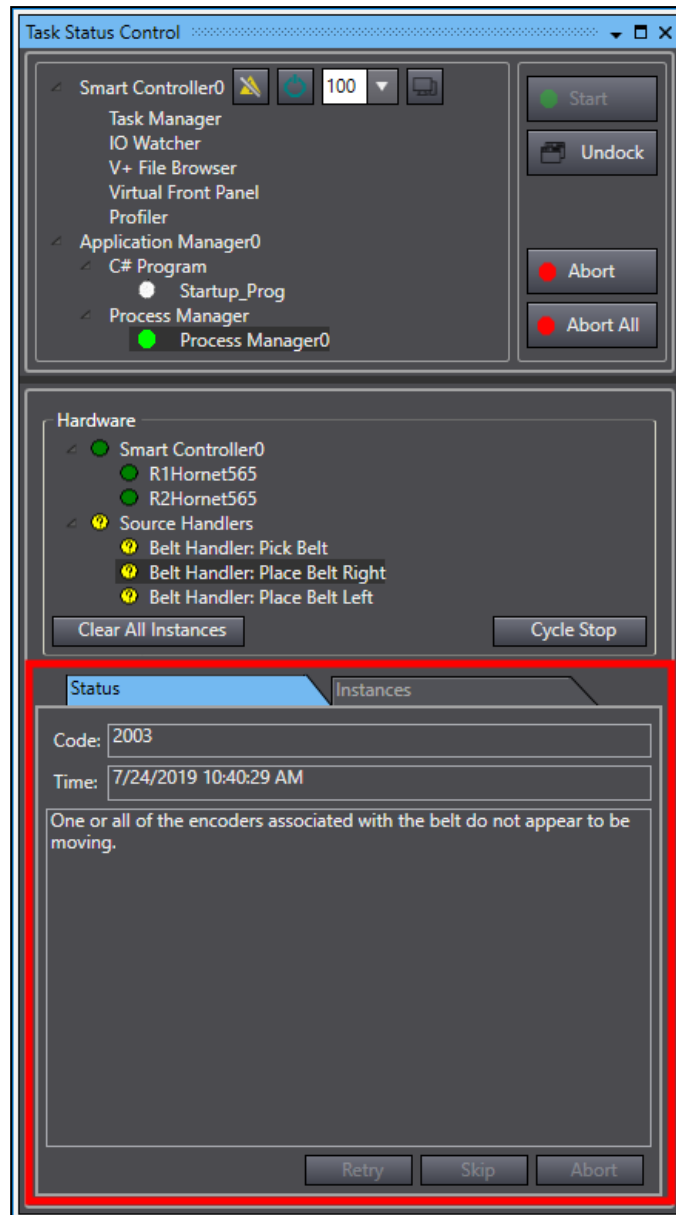 Task Status Control
Smart Controller0 100
Task Manager
IO Watcher
V+ File Browser
Virtual Front Panel
Profiler
Application Manager0
C# Program
Startup_Prog
Process Manager
Process Manager0
Start
Undock
Abort
Abort All
Hardware
Smart Controller0
R1Hornet565
R2Hornet565
? Source Handlers
? Belt Handler: Pick Belt
? Belt Handler: Place Belt Right
? Belt Handler: Place Belt Left
Clear All Instances Cycle Stop
Status Instances
Code: 2003
Time: 7/24/2019 10:40:29 AM
One or all of the encoders associated with the belt do not appear to be
moving.
Retry Skip Abort